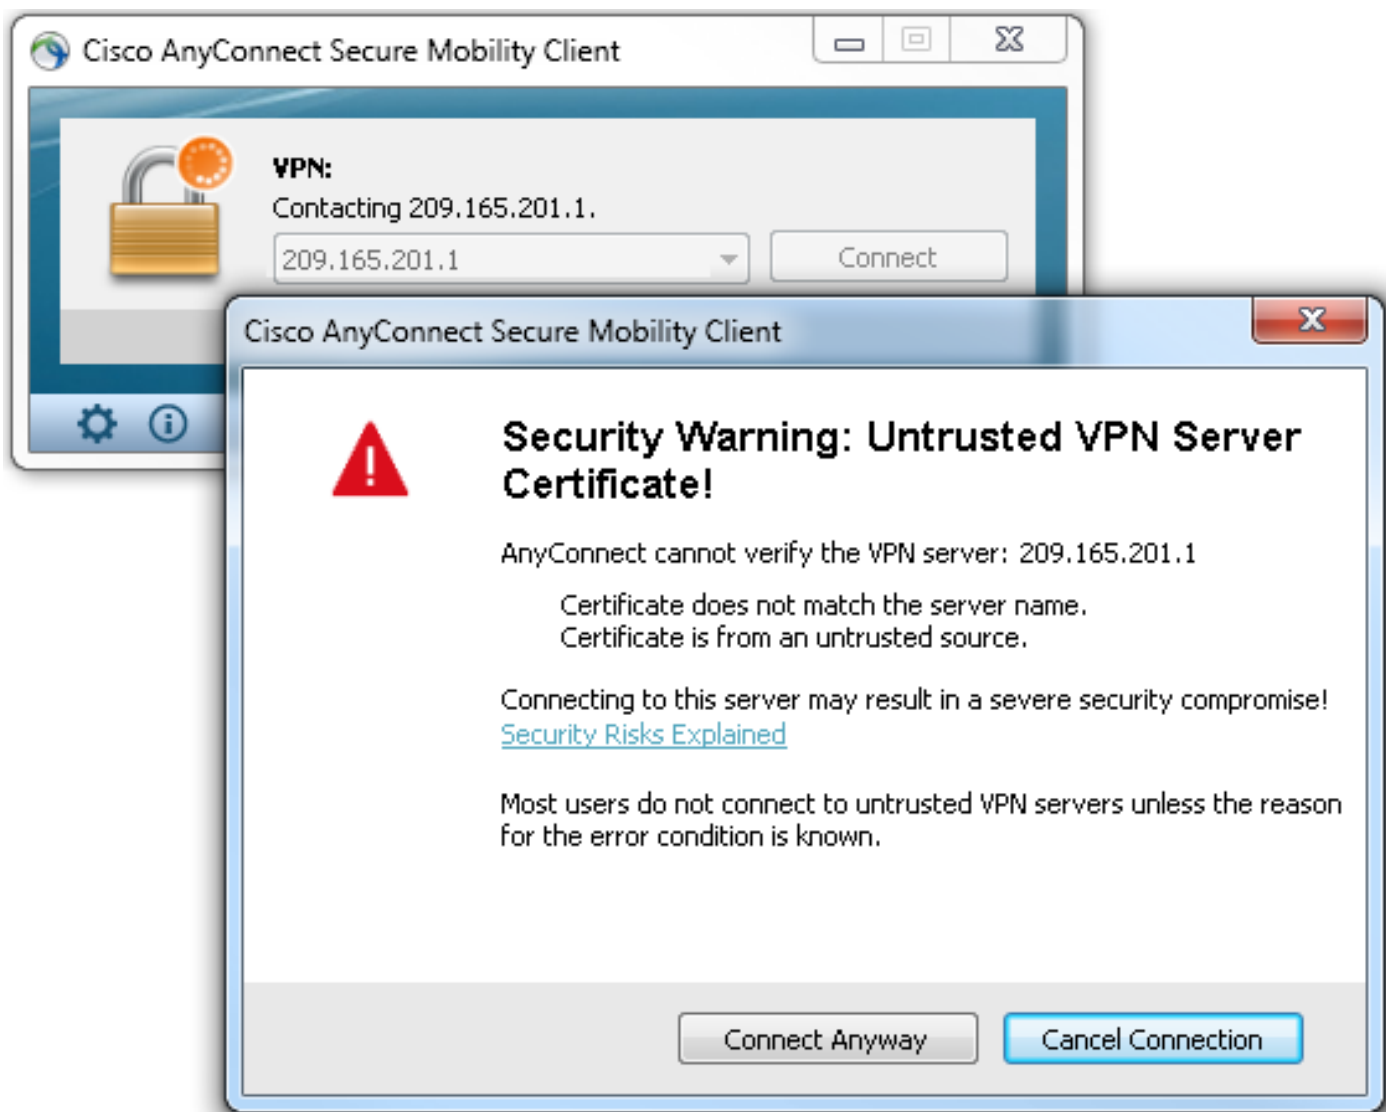 Cisco AnyConnect Secure Mobility Client
VPN:
Contacting 209.165.201.1.
209.165.201.1
Connect
Cisco AnyConnect Secure Mobility Client
Security Warning: Untrusted VPN Server
Certificate!
AnyConnect cannot verify the VPN server: 209.165.201.1
Certificate does not match the server name.
Certificate is from an untrusted source.
Connecting to this server may result in a severe security compromise!
Security Risks Explained
Most users do not connect to untrusted VPN servers unless the reason
for the error condition is known.
Connect Anyway
Cancel Connection